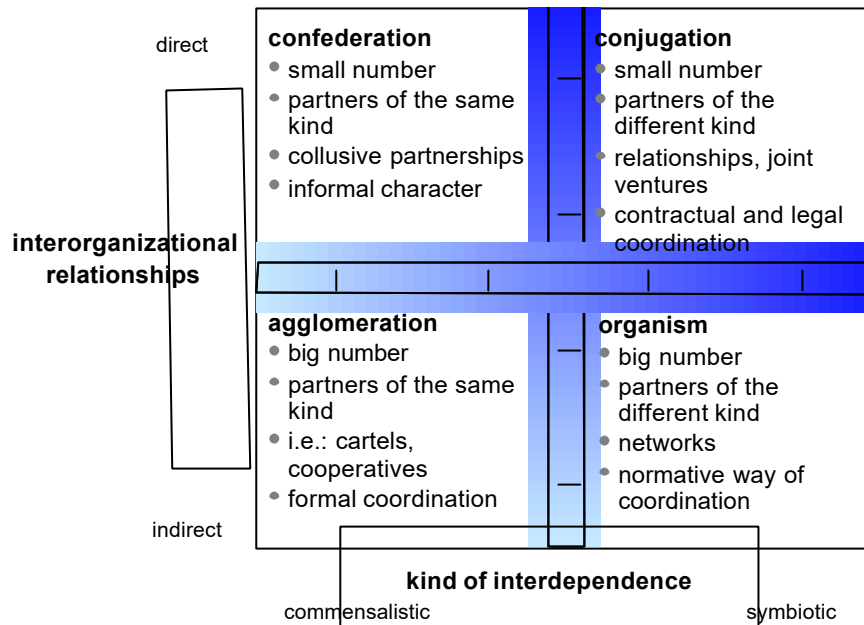 direct
confederation
• small number
• partners of the same
kind
• collusive partnerships
• informal character
conjugation
• small number
• partners of the
different kind
• relationships, joint
ventures
• contractual and legal
coordination
interorganizational
relationships
agglomeration
• big number
• partners of the same
kind
• i.e.: cartels,
cooperatives
• formal coordination
organism
• big number
• partners of the
different kind
• networks
• normative way of
coordination
indirect
kind of interdependence
commensalistic
symbiotic